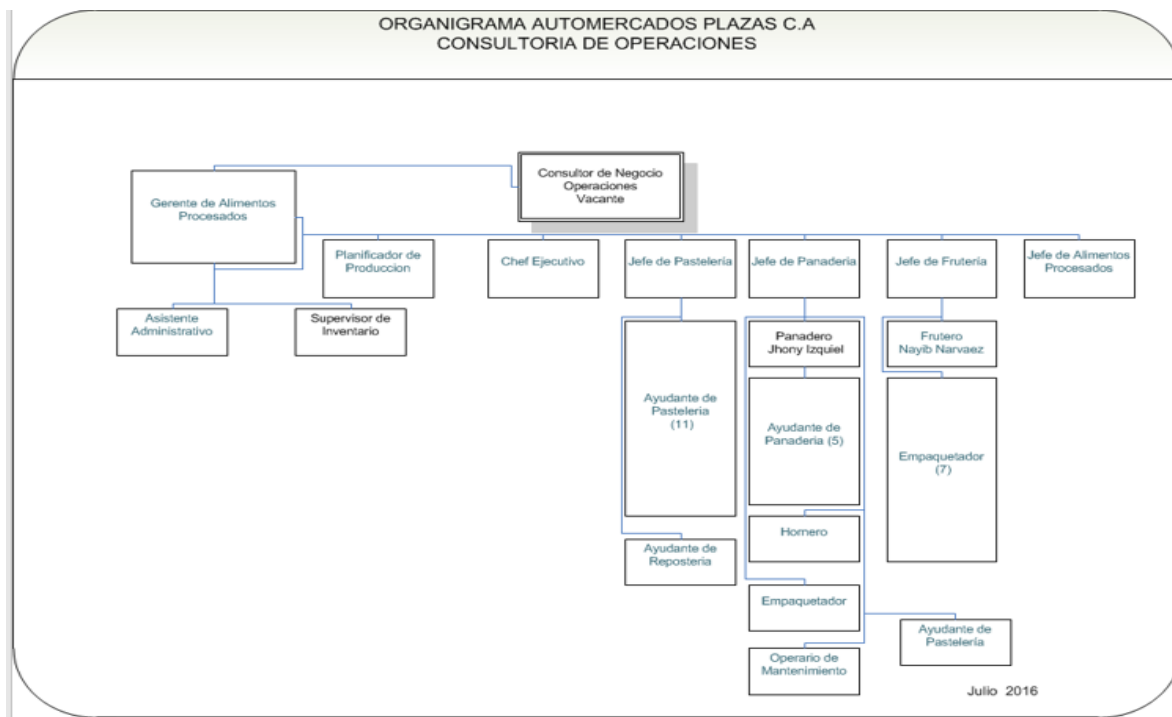 ORGANIGRAMA AUTOMERCADOS PLAZAS C.A
CONSULTORIA DE OPERACIONES
Consultor de Negocio
Operaciones
Vacante
Gerente de Alimentos
Procesados
Planificador de
Produccion
Chef Ejecutivo
Jefe de Pasteleria
Jefe de Panaderia
Jefe de Fruteria
Jefe de Alimentos
Procesados
Asistente
Administrativo
Supervisor de
Inventario
Panadero
Jhony Izquiel
Frutero
Nayib Narvaez
Ayudante de
Pasteleria
(11)
Ayudante de
Panaderia (5)
Empaquetador
(7)
Hornero
Ayudante de
Reposteria
Empaquetador
Ayudante de
Pastelería
Operario de
Mantenimiento
Julio 2016